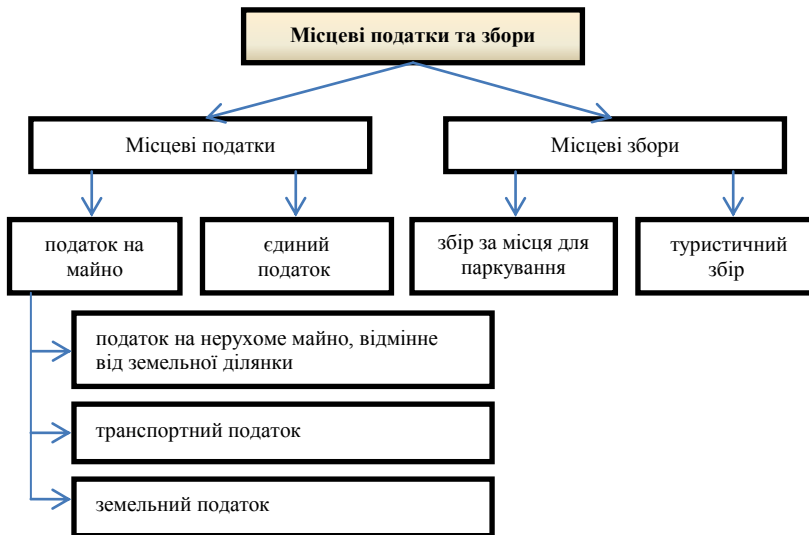 Місцеві податки та збори
Місцеві податки
Місцеві збори
податок на
майно
єдиний
податок
збір за місця для
паркування
туристичний
збір
податок на нерухоме майно, відмінне
від земельної ділянки
транспортний податок
земельний податок